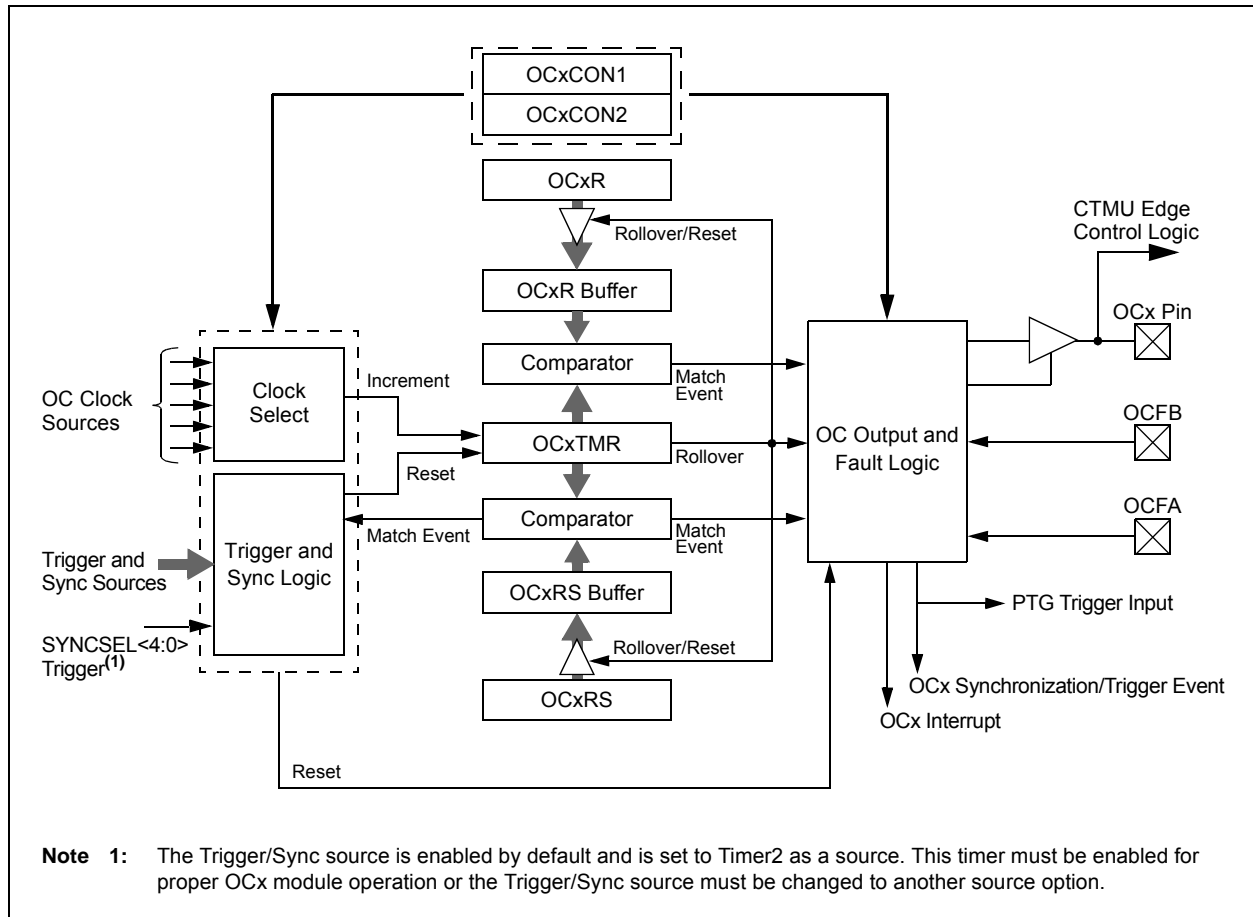 OCxCON1
OCxCON2
OCxR
Rollover/Reset
CTMU Edge
Control Logic
OCxR Buffer
OCx Pin
Comparator
Match
Event
Increment
Clock
Select
OC Clock
Sources
OCxTMR
Rollover
Reset
OC Output and
Fault Logic
OCFB
Comparator
Match Event
Match
Event
OCFA
Trigger and
Sync Logic
Trigger and
Sync Sources
OCxRS Buffer
PTG Trigger Input
SYNCSEL<4:0>
Trigger(1)
Rollover/Reset
OCxRS
OCx Synchronization/Trigger Event
OCx Interrupt
Reset
Note 1: The Trigger/Sync source is enabled by default and is set to Timer2 as a source. This timer must be enabled for
proper OCx module operation or the Trigger/Sync source must be changed to another source option.